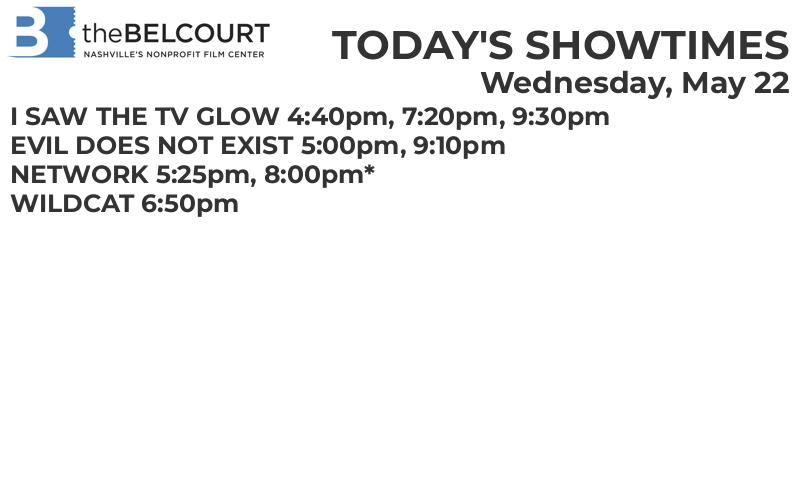 B theBELCOURT
NASHVILLE'S NONPROFIT FILM CENTER
TODAY'S SHOWTIMES
Wednesday, May 22
I SAW THE TV GLOW 4:40pm, 7:20pm, 9:30pm
EVIL DOES NOT EXIST 5:00pm, 9:10pm
NETWORK 5:25pm, 8:00pm*
WILDCAT 6:50pm